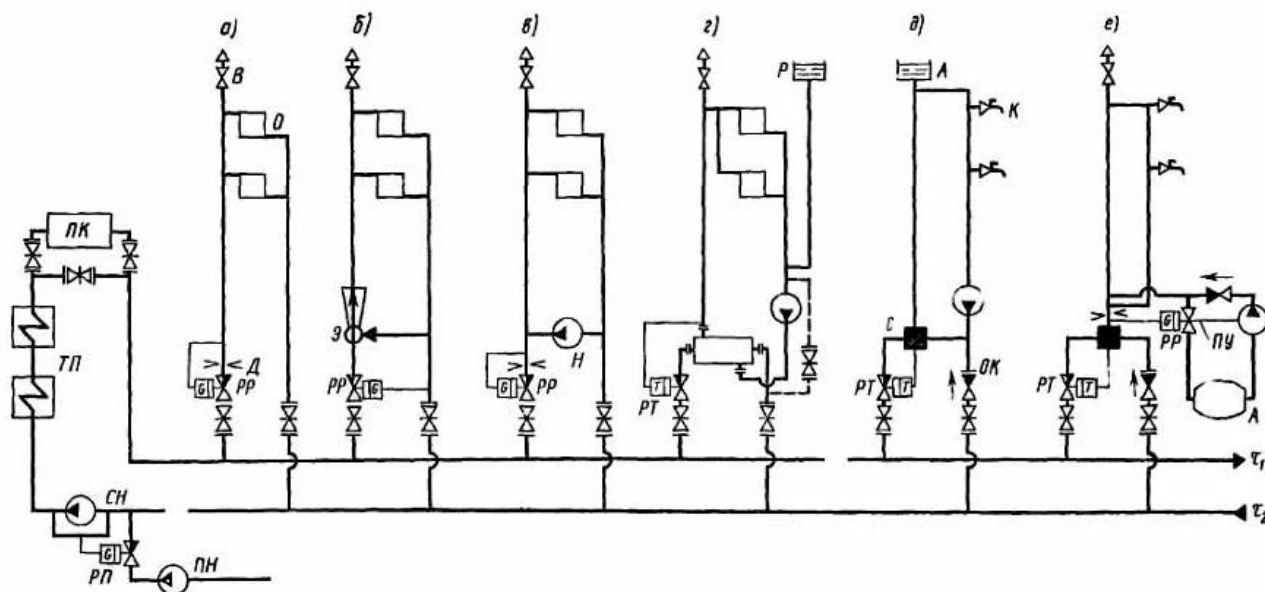 а) б) в) г) д) е)
В Р А
О К
ПК
ТП
Э Н С ОК
Д
G РР РР G G РР РТ T РТ T РТ T G РР ПУ А
τ₁
СН τ₂
G РП ПН